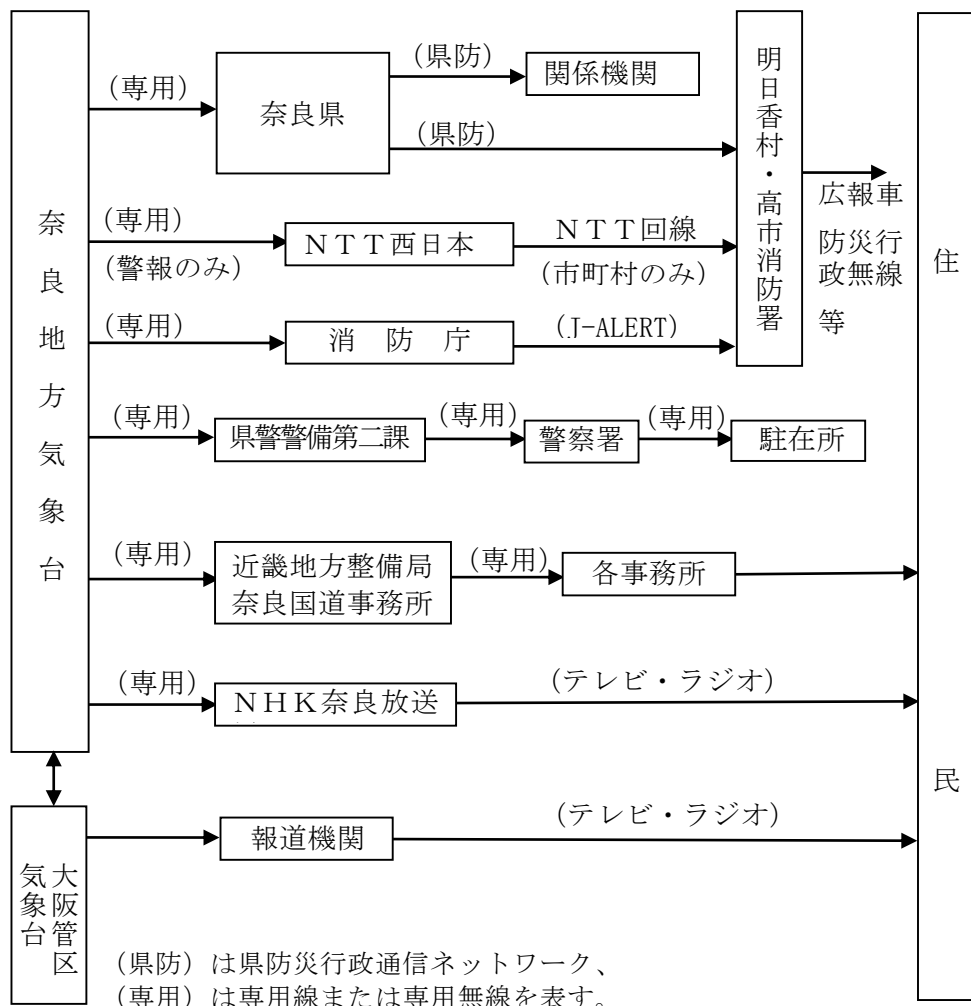 奈良地方気象台
(専用)
奈良県
(県防)
関係機関
(県防)
明日香村・高市消防署
広報車
防災行
政無線
等
住民
(専用)
(警報のみ)
NTT西日本
NTT回線
(市町村のみ)
(専用)
消防庁
(J-ALERT)
(専用)
県警警備第二課
(専用)
警察署
(専用)
駐在所
(専用)
近畿地方整備局
奈良国道事務所
(専用)
各事務所
(専用)
NHK奈良放送
(テレビ・ラジオ)
大阪管区
気象台
報道機関
(テレビ・ラジオ)
(県防)は県防災行政通信ネットワーク、
(専用)は専用線または専用無線を表す。